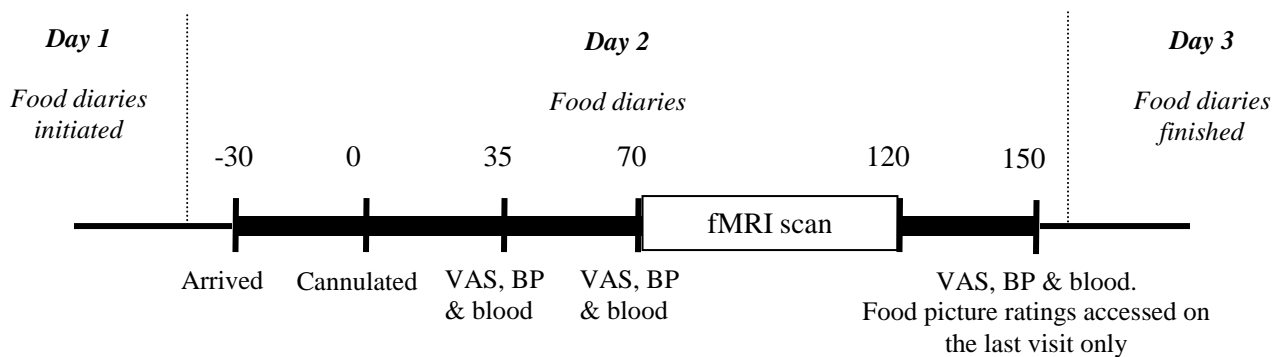 Day 1
Day 2
Day 3
Food diaries
initiated
Food diaries
Food diaries
finished
-30
0
35
70
120
150
fMRI scan
Arrived
Cannulated
VAS, BP
& blood
VAS, BP
& blood
VAS, BP & blood.
Food picture ratings accessed on
the last visit only